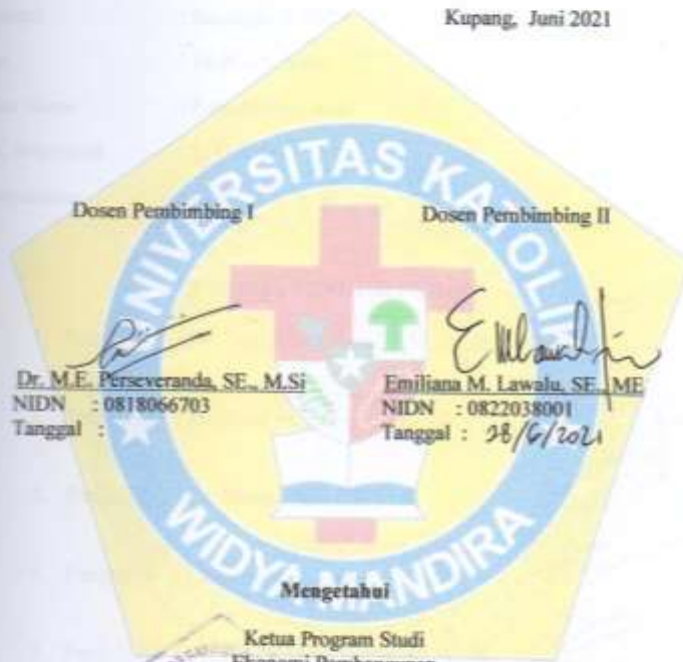 Kupang, Juni 2021
UNIVERSITAS KATOLIK
Dosen Pembimbing I Dosen Pembimbing II
Dr. M.E. Perseveranda, SE., M.Si Emiliana M. Lawalu, SE., ME
NIDN : 0818066703 NIDN : 0822038001
Tanggal : Tanggal : 28/6/2021
WIDYA MANDIRA
Mengetahui
Ketua Program Studi
Ekonomi Pembangunan